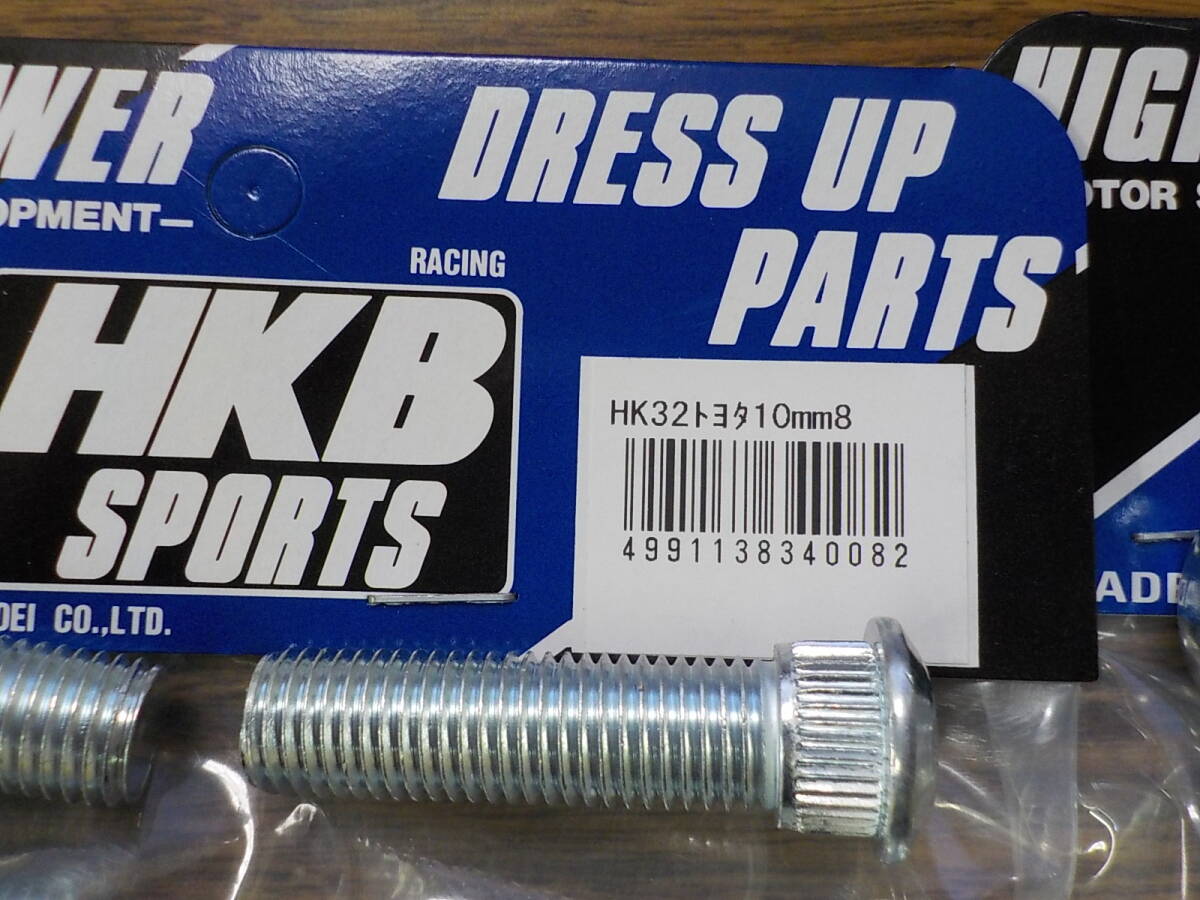 WER
OPMENT–
DRESS UP
PARTS
RACING
HKB
SPORTS
DEI CO.,LTD.
HK32トヨタ10mm8
4991138340082
HIGH
OTOR S
ADE